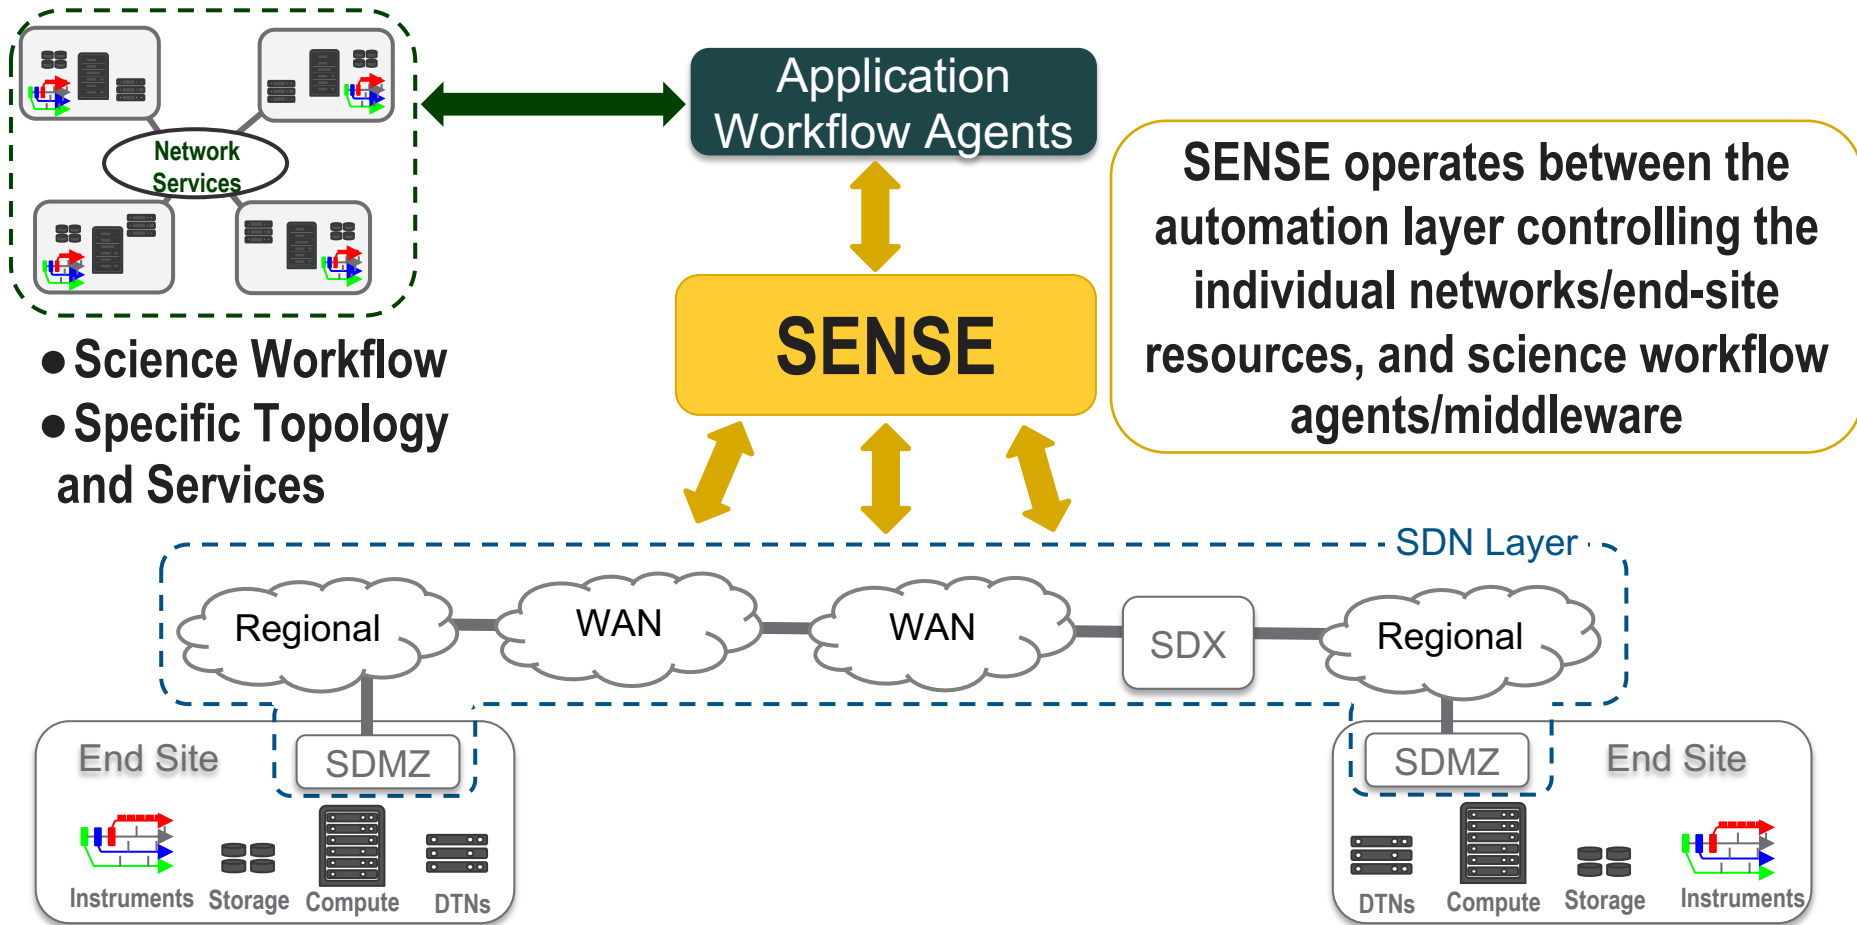 Network
Services
Application
Workflow Agents
SENSE operates between the
automation layer controlling the
individual networks/end-site
resources, and science workflow
agents/middleware
SENSE
● Science Workflow
● Specific Topology
and Services
SDN Layer
Regional
WAN
WAN
SDX
Regional
End Site
SDMZ
Instruments
Storage
Compute
DTNs
SDMZ
End Site
DTNs
Compute
Storage
Instruments